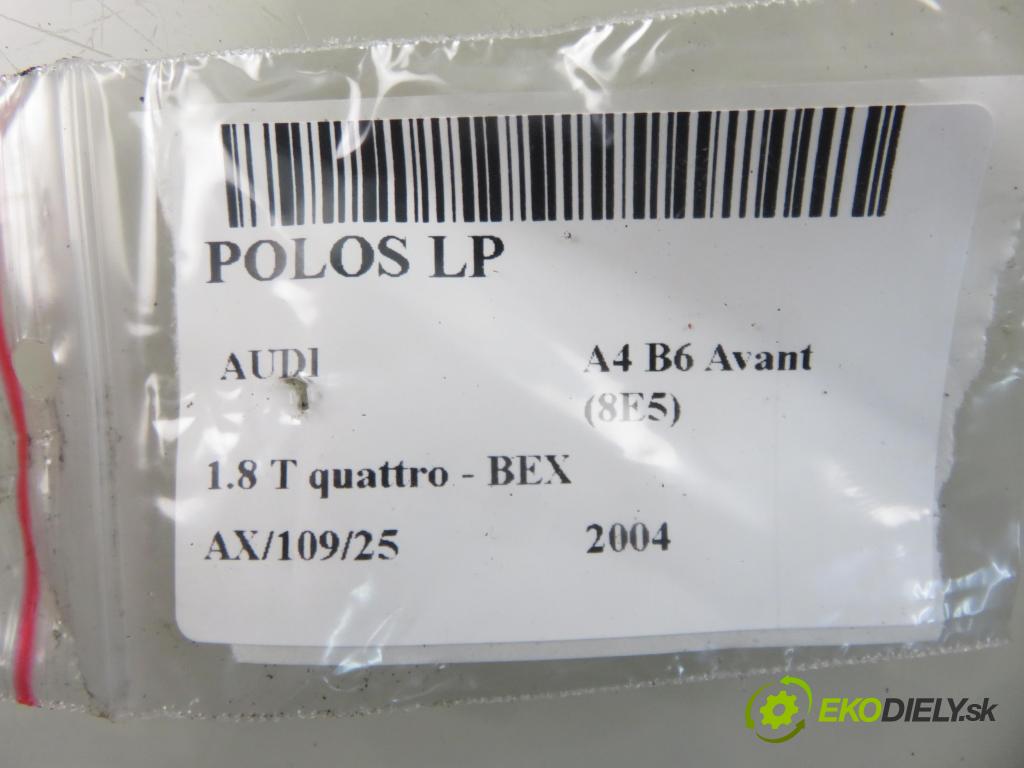 POLOS LP
AUDI
A4 B6 Avant
(8E5)
1.8 T quattro - BEX
AX/109/25
2004
EKODIELY.sk